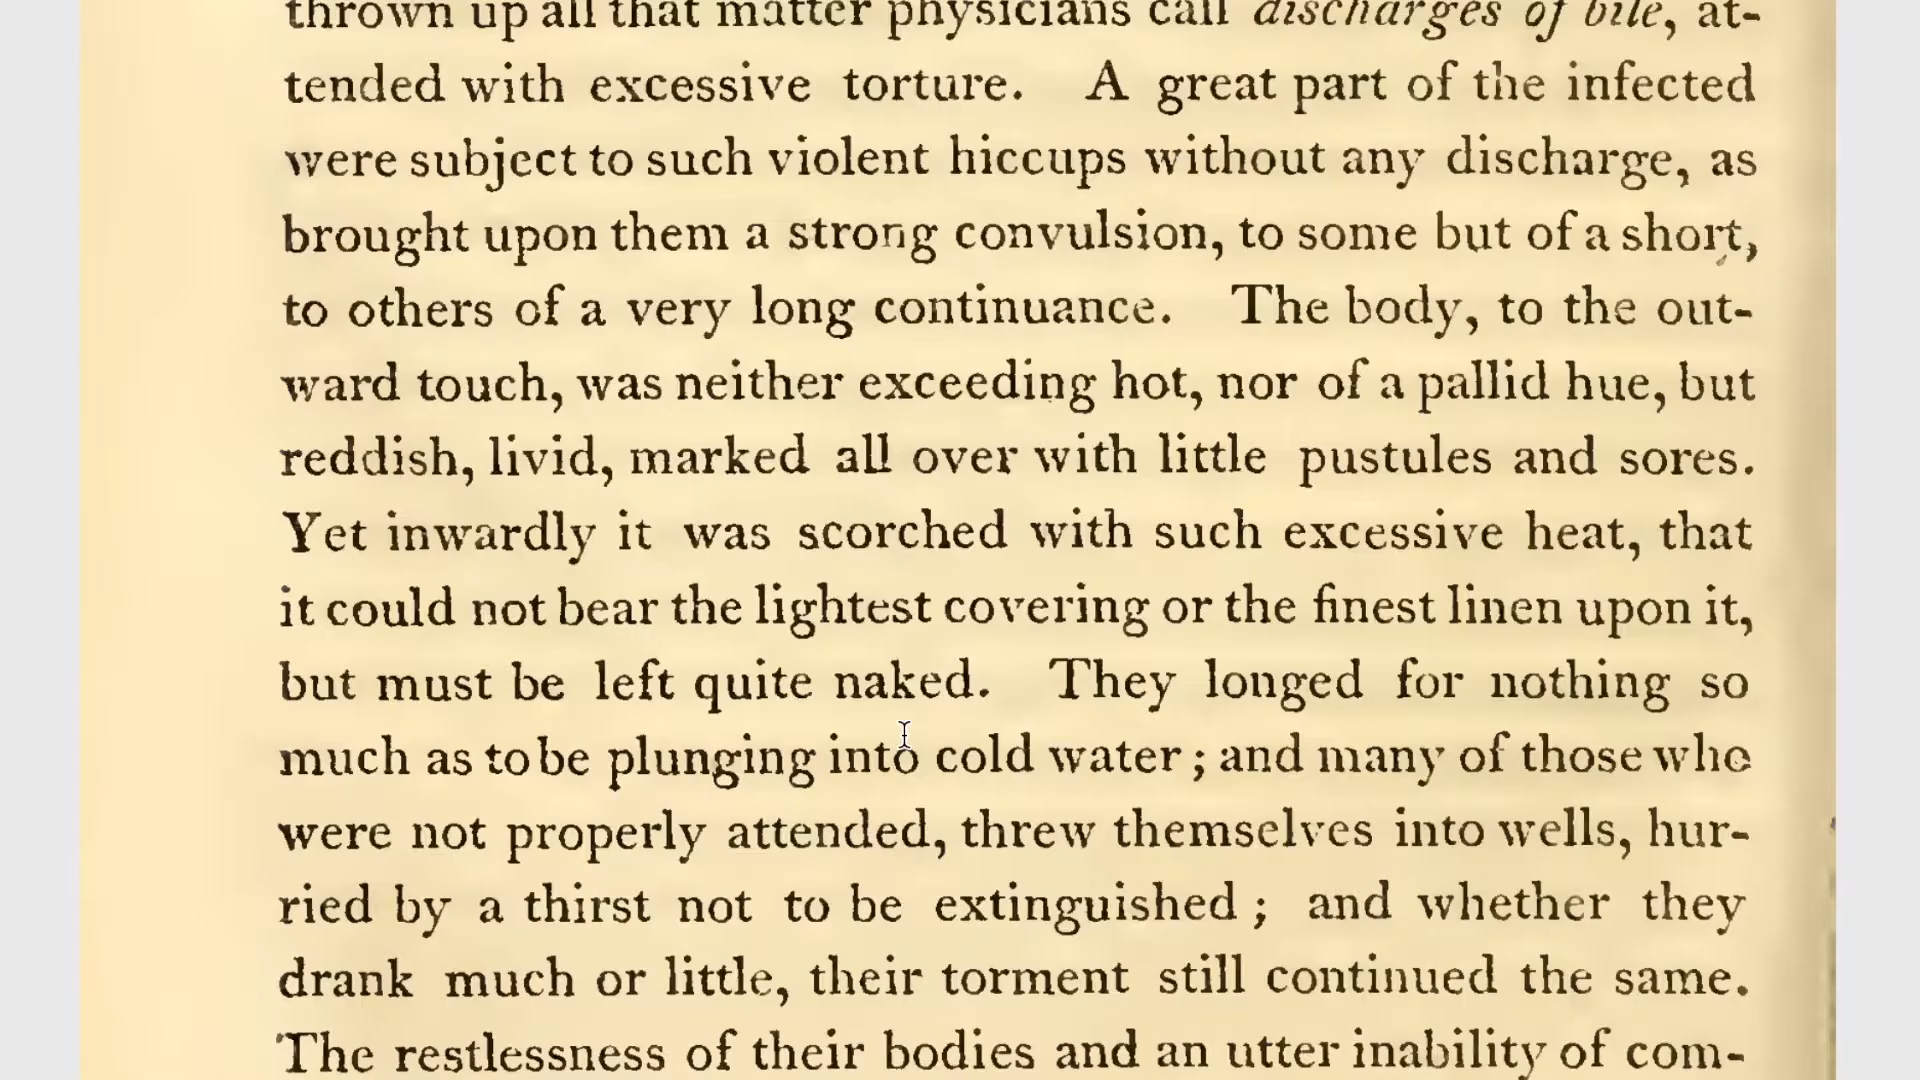 thrown up all that matter physicians call discharges of bile, at-
tended with excessive torture. A great part of the infected
were subject to such violent hiccups without any discharge, as
brought upon them a strong convulsion, to some but of a short,
to others of a very long continuance. The body, to the out-
ward touch, was neither exceeding hot, nor of a pallid hue, but
reddish, livid, marked all over with little pustules and sores.
Yet inwardly it was scorched with such excessive heat, that
it could not bear the lightest covering or the finest linen upon it,
but must be left quite naked. They longed for nothing so
much as to be plunging into cold water; and many of those who
were not properly attended, threw themselves into wells, hur-
ried by a thirst not to be extinguished; and whether they
drank much or little, their torment still continued the same.
The restlessness of their bodies and an utter inability of com-